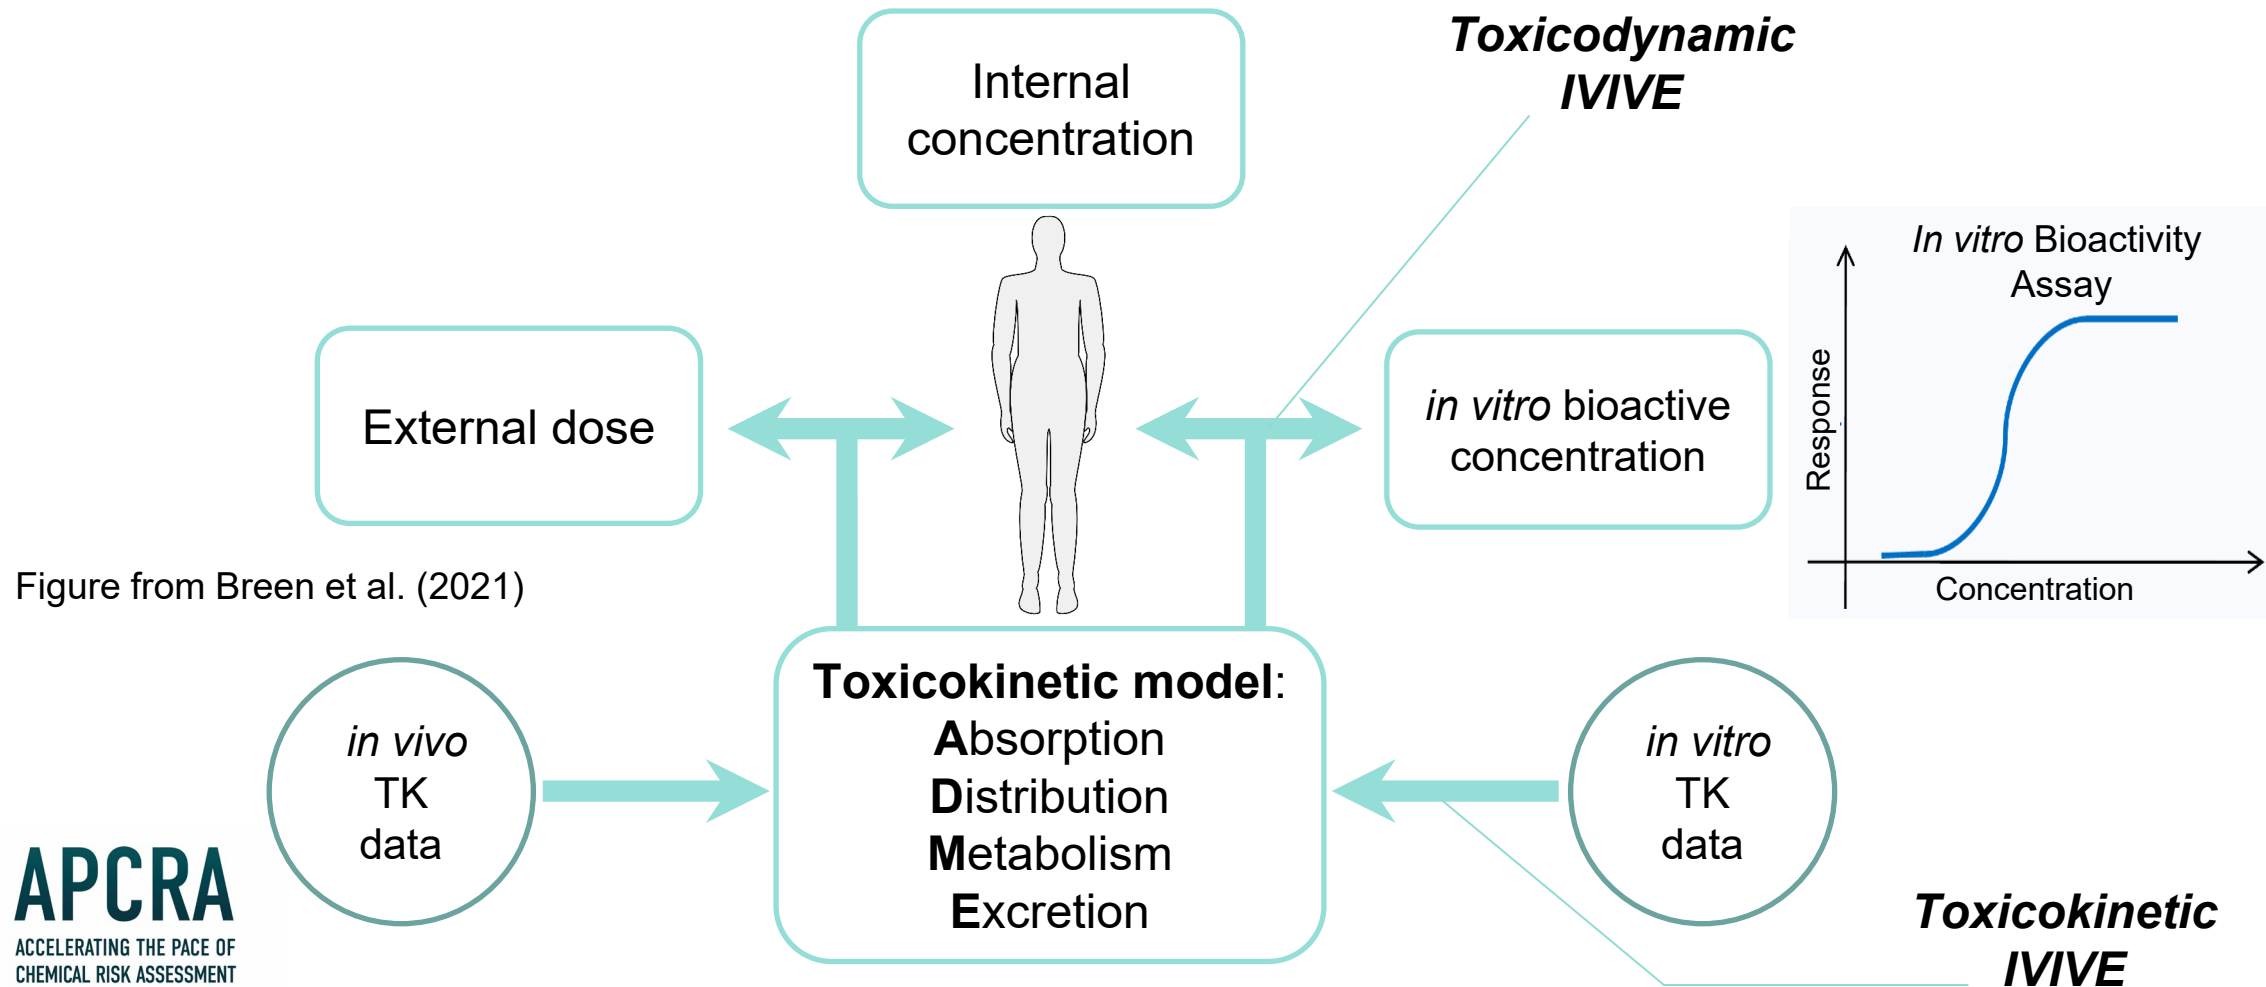 Toxicodynamic
IVIVE
Internal
concentration
In vitro Bioactivity
Assay
Response
Concentration
External dose
in vitro bioactive
concentration
Figure from Breen et al. (2021)
Toxicokinetic model:
Absorption
Distribution
Metabolism
Excretion
in vivo
TK
data
in vitro
TK
data
APCRA
ACCELERATING THE PACE OF
CHEMICAL RISK ASSESSMENT
Toxicokinetic
IVIVE